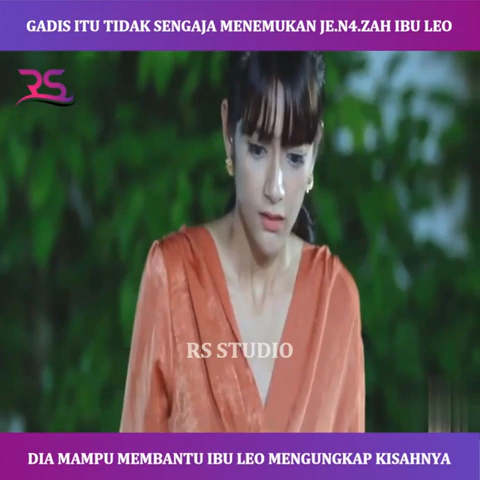 GADIS ITU TIDAK SENGAJA MENEMUKAN JE.N4.ZAH IBU LEO
RS
RS STUDIO
DIA MAMPU MEMBANTU IBU LEO MENGUNGKAP KISAHNYA